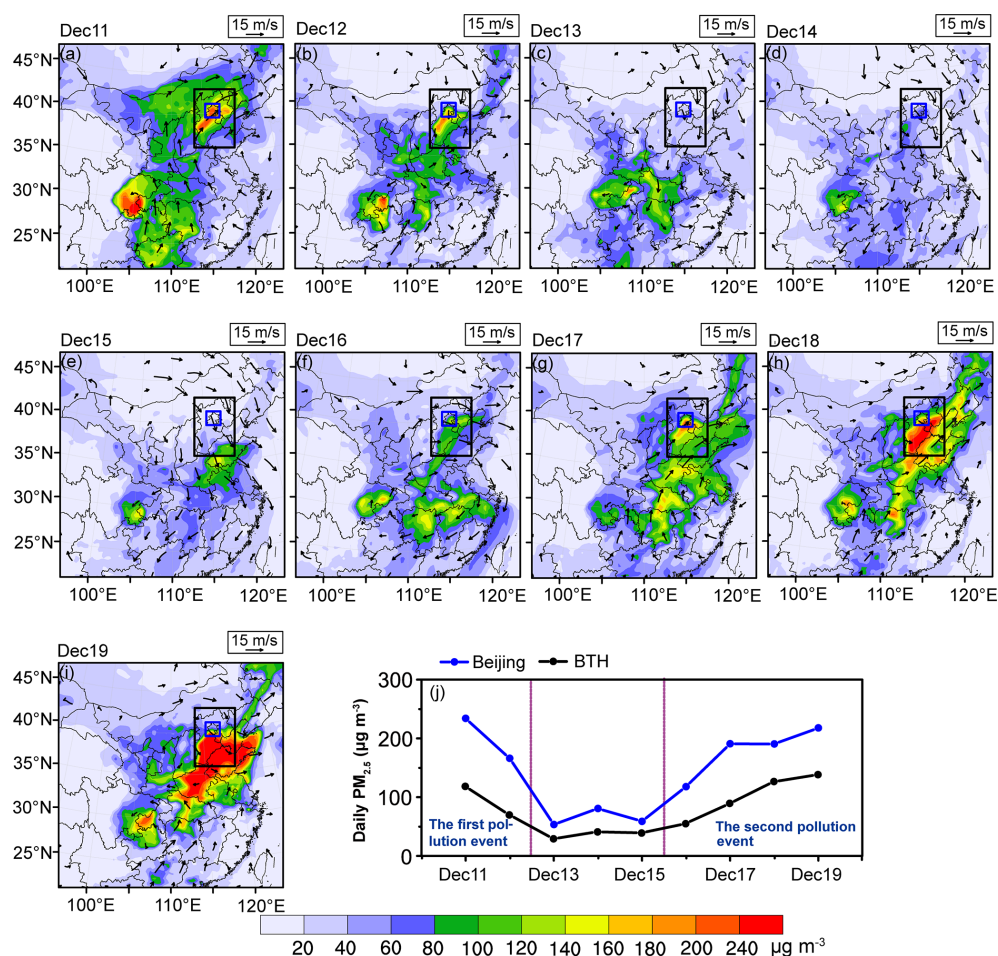 Dec11
15 m/s
Dec12
15 m/s
Dec13
15 m/s
Dec14
15 m/s
(a)
(b)
(c)
(d)
45°N
40°N
35°N
30°N
25°N
100°E 110°E 120°E
100°E 110°E 120°E
100°E 110°E 120°E
100°E 110°E 120°E
Dec15
15 m/s
Dec16
15 m/s
Dec17
15 m/s
Dec18
15 m/s
(e)
(f)
(g)
(h)
45°N
40°N
35°N
30°N
25°N
100°E 110°E 120°E
100°E 110°E 120°E
100°E 110°E 120°E
100°E 110°E 120°E
Dec19
15 m/s
(i)
45°N
40°N
35°N
30°N
25°N
100°E 110°E 120°E
Beijing BTH
(j)
Daily PM2.5 (µg m-3)
300
200
100
0
The first pol-
lution event
The second pollution
event
Dec11 Dec13 Dec15 Dec17 Dec19
20 40 60 80 100 120 140 160 180 200 240 µg m-3